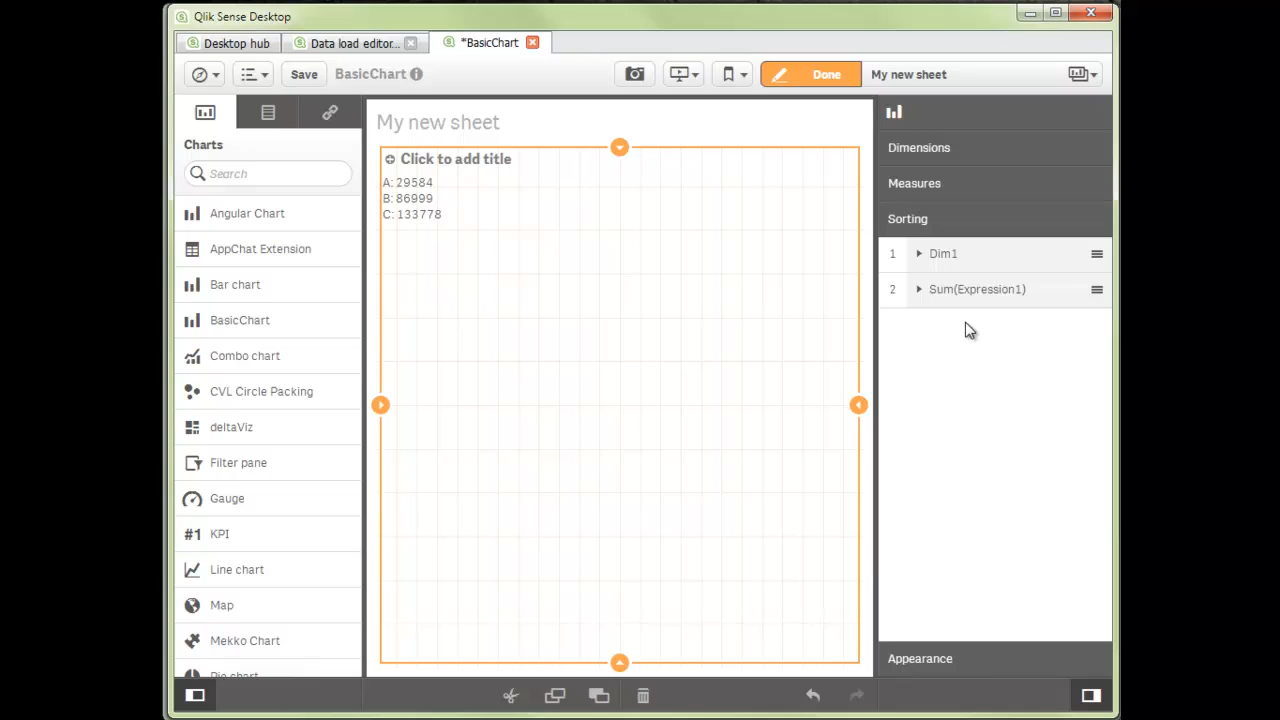 Qlik Sense Desktop
Desktop hub
Data load editor...
*BasicChart
Save
BasicChart
Done
My new sheet
Charts
Search
Angular Chart
AppChat Extension
Bar chart
BasicChart
Combo chart
CVL Circle Packing
deltaViz
Filter pane
Gauge
#1 KPI
Line chart
Map
Mekko Chart
Pie chart
My new sheet
Click to add title
A: 29584
B: 86999
C: 133778
Dimensions
Measures
Sorting
1 Dim1
2 Sum(Expression1)
Appearance